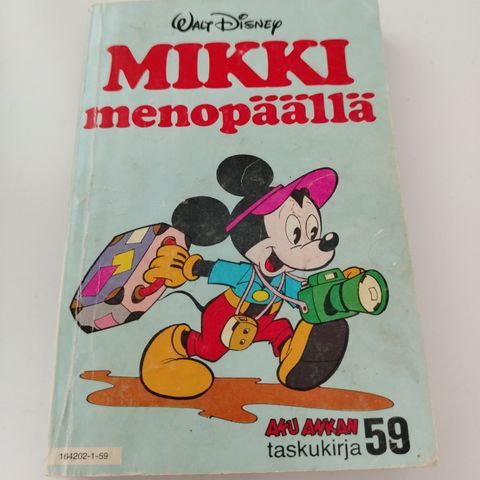 WALT DISNEY
MIKKI
menopäällä
AKU ANKAN
taskukirja 59
164202-1-59